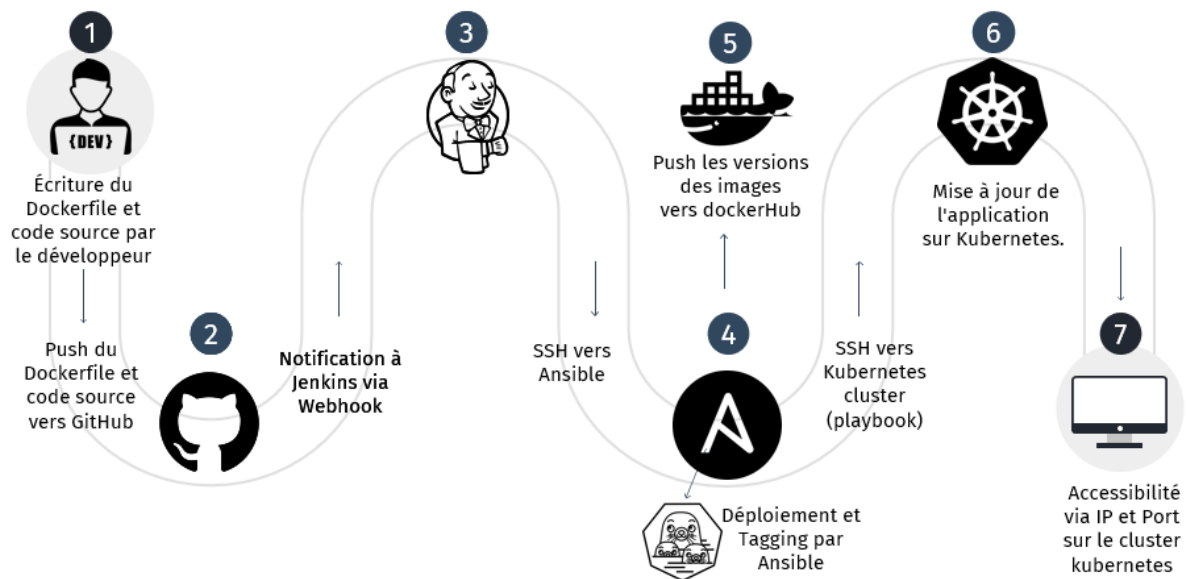 1
{DEV}
Écriture du
Dockerfile et
code source par
le développeur
Push du
Dockerfile et
code source
vers GitHub
2
Notification à
Jenkins via
Webhook
3
SSH vers
Ansible
4
Déploiement et
Tagging par
Ansible
5
Push les versions
des images
vers dockerHub
SSH vers
Kubernetes
cluster
(playbook)
6
Mise à jour de
l'application
sur Kubernetes.
7
Accessibilité
via IP et Port
sur le cluster
kubernetes